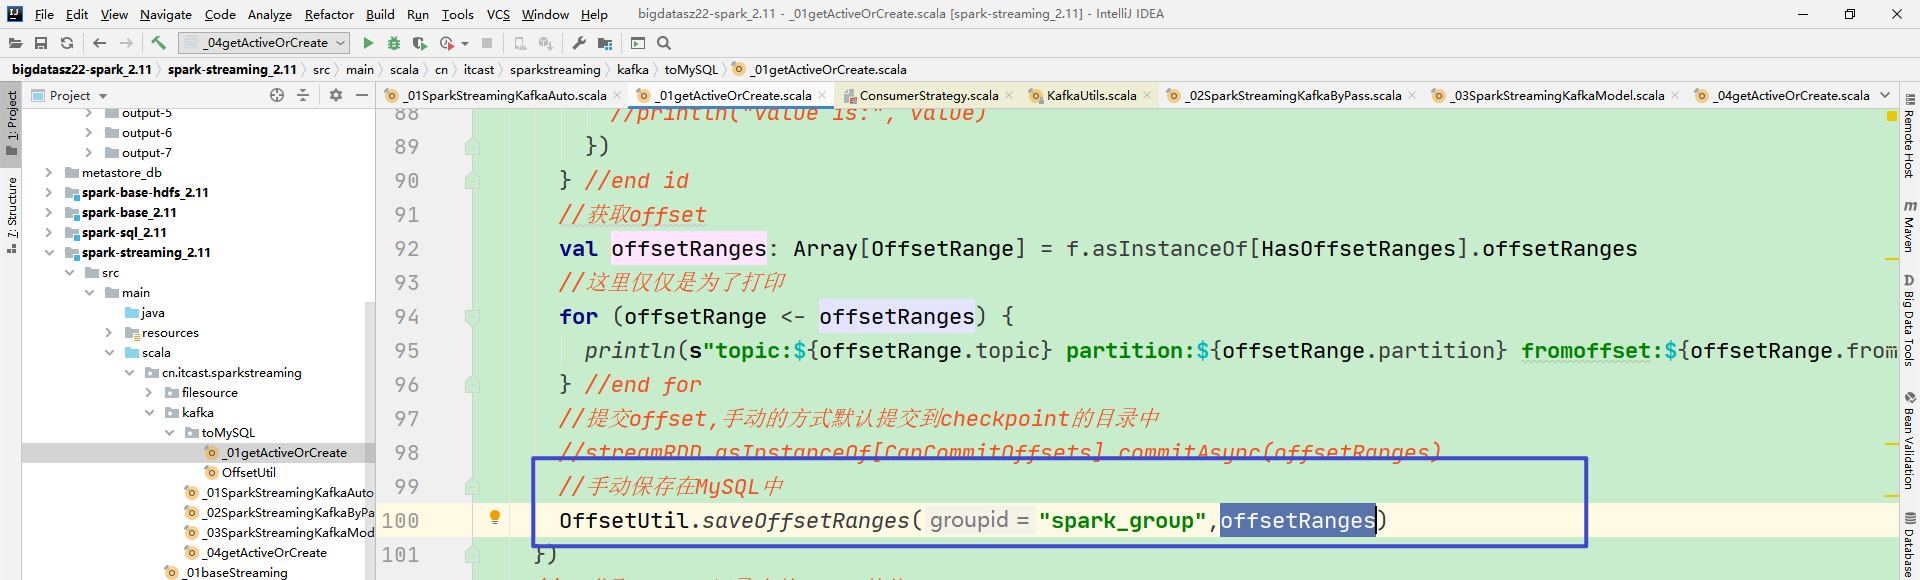 File Edit View Navigate Code Analyze Refactor Build Run Tools VCS Window Help bigdatasz22-spark_2.11 - _01getActiveOrCreate.scala [spark-streaming_2.11] - IntelliJ IDEA
_04getActiveOrCreate
bigdatasz22-spark_2.11 spark-streaming_2.11 src main scala cn itcast sparkstreaming kafka toMySQL _01getActiveOrCreate.scala
Project
_01SparkStreamingKafkaAuto.scala _01getActiveOrCreate.scala ConsumerStrategy.scala KafkaUtils.scala _02SparkStreamingKafkaByPass.scala _03SparkStreamingKafkaModel.scala _04getActiveOrCreate.scala
1: Project
7: Structure
output-5
output-6
output-7
metastore_db
spark-base-hdfs_2.11
spark-base_2.11
spark-sql_2.11
spark-streaming_2.11
src
main
java
resources
scala
cn.itcast.sparkstreaming
filesource
kafka
toMySQL
_01getActiveOrCreate
OffsetUtil
_01SparkStreamingKafkaAuto
_02SparkStreamingKafkaByPa
_03SparkStreamingKafkaMod
_04getActiveOrCreate
_01baseStreaming
88 //println("value is:", value)
89 })
90 } //end id
91 //获取offset
92 val offsetRanges: Array[OffsetRange] = f.asInstanceOf[HasOffsetRanges].offsetRanges
93 //这里仅仅是为了打印
94 for (offsetRange <- offsetRanges) {
95 println(s"topic:${offsetRange.topic} partition:${offsetRange.partition} fromoffset:${offsetRange.from
96 } //end for
97 //提交offset,手动的方式默认提交到checkpoint的目录中
98 //streamRDD.asInstanceOf[CanCommitOffsets].commitAsync(offsetRanges)
99 //手动保存在MySQL中
100 OffsetUtil.saveOffsetRanges( groupid = "spark_group",offsetRanges)
101 })
Remote Host
Maven
Big Data Tools
Bean Validation
Database